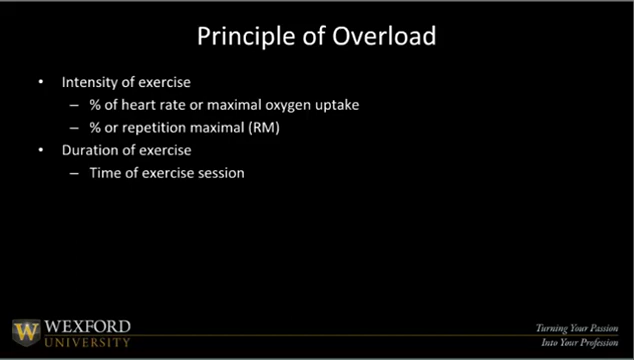 Principle of Overload
• Intensity of exercise
– % of heart rate or maximal oxygen uptake
– % or repetition maximal (RM)
• Duration of exercise
– Time of exercise session
W WEXFORD
UNIVERSITY
Turning Your Passion
Into Your Profession